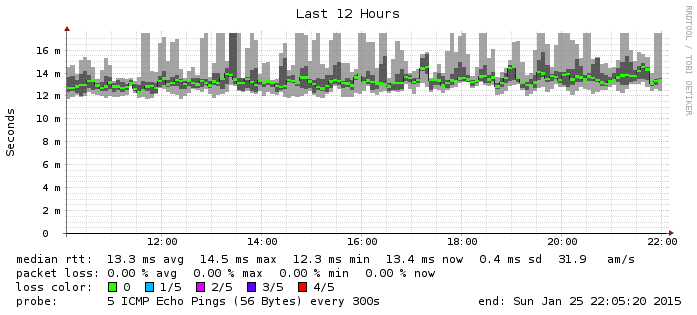 Last 12 Hours
RRDTOOL / TOBI OETIKER
Seconds
16 m
14 m
12 m
10 m
8 m
6 m
4 m
2 m
0
12:00 14:00 16:00 18:00 20:00 22:00
median rtt: 13.3 ms avg 14.5 ms max 12.3 ms min 13.4 ms now 0.4 ms sd 31.9 am/s
packet loss: 0.00 % avg 0.00 % max 0.00 % min 0.00 % now
loss color: 0 1/5 2/5 3/5 4/5
probe: 5 ICMP Echo Pings (56 Bytes) every 300s end: Sun Jan 25 22:05:20 2015